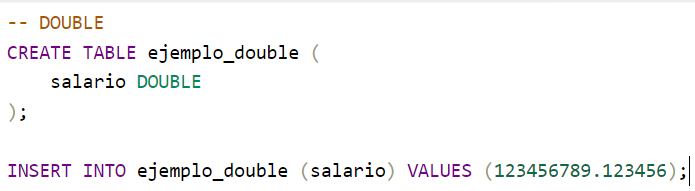 -- DOUBLE
CREATE TABLE ejemplo_double (
    salario DOUBLE
);

INSERT INTO ejemplo_double (salario) VALUES (123456789.123456);